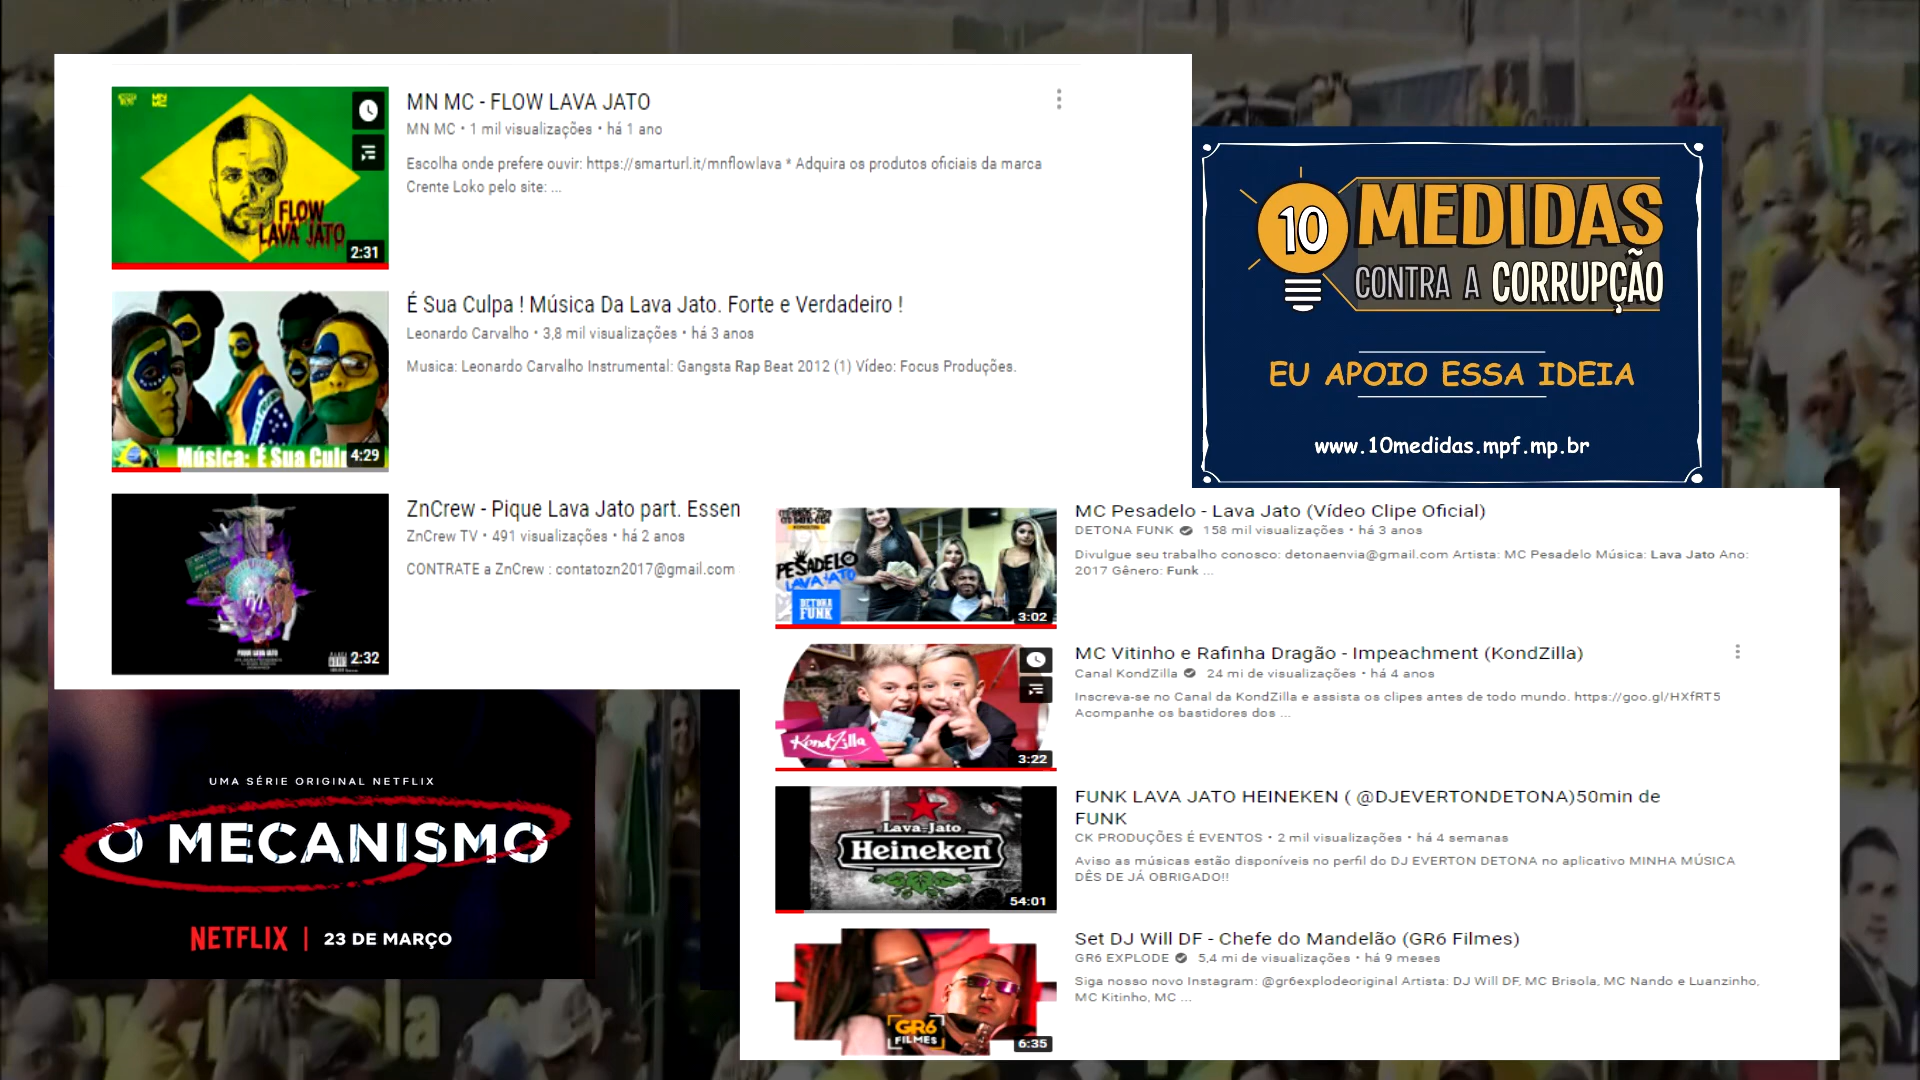 MN MC - FLOW LAVA JATO
MN MC • 1 mil visualizações • há 1 ano
Escolha onde prefere ouvir: https://smarturl.it/mnflowlava * Adquira os produtos oficiais da marca
Crente Loko pelo site: ...
FLOW
LAVA JATO
2:31
É Sua Culpa ! Música Da Lava Jato. Forte e Verdadeiro !
Leonardo Carvalho • 3,8 mil visualizações • há 3 anos
Musica: Leonardo Carvalho Instrumental: Gangsta Rap Beat 2012 (1) Vídeo: Focus Produções.
Música: É Sua Culp
4:29
ZnCrew - Pique Lava Jato part. Essen
ZnCrew TV • 491 visualizações • há 2 anos
CONTRATE a ZnCrew : contatozn2017@gmail.com
PIQUE LAVA JATO
2:32
10 MEDIDAS
CONTRA A CORRUPÇÃO
EU APOIO ESSA IDEIA
www.10medidas.mpf.mp.br
MC Pesadelo - Lava Jato (Vídeo Clipe Oficial)
DETONA FUNK 158 mil visualizações • há 3 anos
Divulgue seu trabalho conosco: detonaenvia@gmail.com Artista: MC Pesadelo Música: Lava Jato Ano:
2017 Gênero: Funk ...
PESADELO
LAVA JATO
DETONA
FUNK
3:02
MC Vitinho e Rafinha Dragão - Impeachment (KondZilla)
Canal KondZilla 24 mi de visualizações • há 4 anos
Inscreva-se no Canal da KondZilla e assista os clipes antes de todo mundo. https://goo.gl/HXfRT5
Acompanhe os bastidores dos ...
KondZilla
3:22
FUNK LAVA JATO HEINEKEN ( @DJEVERTONDETONA)50min de
FUNK
CK PRODUÇÕES É EVENTOS • 2 mil visualizações • há 4 semanas
Aviso as músicas estão disponíveis no perfil do DJ EVERTON DETONA no aplicativo MINHA MÚSICA
DÊS DE JÁ OBRIGADO!!
Lava-Jato
Heineken
54:01
Set DJ Will DF - Chefe do Mandelão (GR6 Filmes)
GR6 EXPLODE 5,4 mi de visualizações • há 9 meses
Siga nosso novo Instagram: @gr6explodeoriginal Artista: DJ Will DF, MC Brisola, MC Nando e Luanzinho,
MC Kitinho, MC ...
GR6
FILMES
6:35
UMA SÉRIE ORIGINAL NETFLIX
O MECANISMO
NETFLIX | 23 DE MARÇO